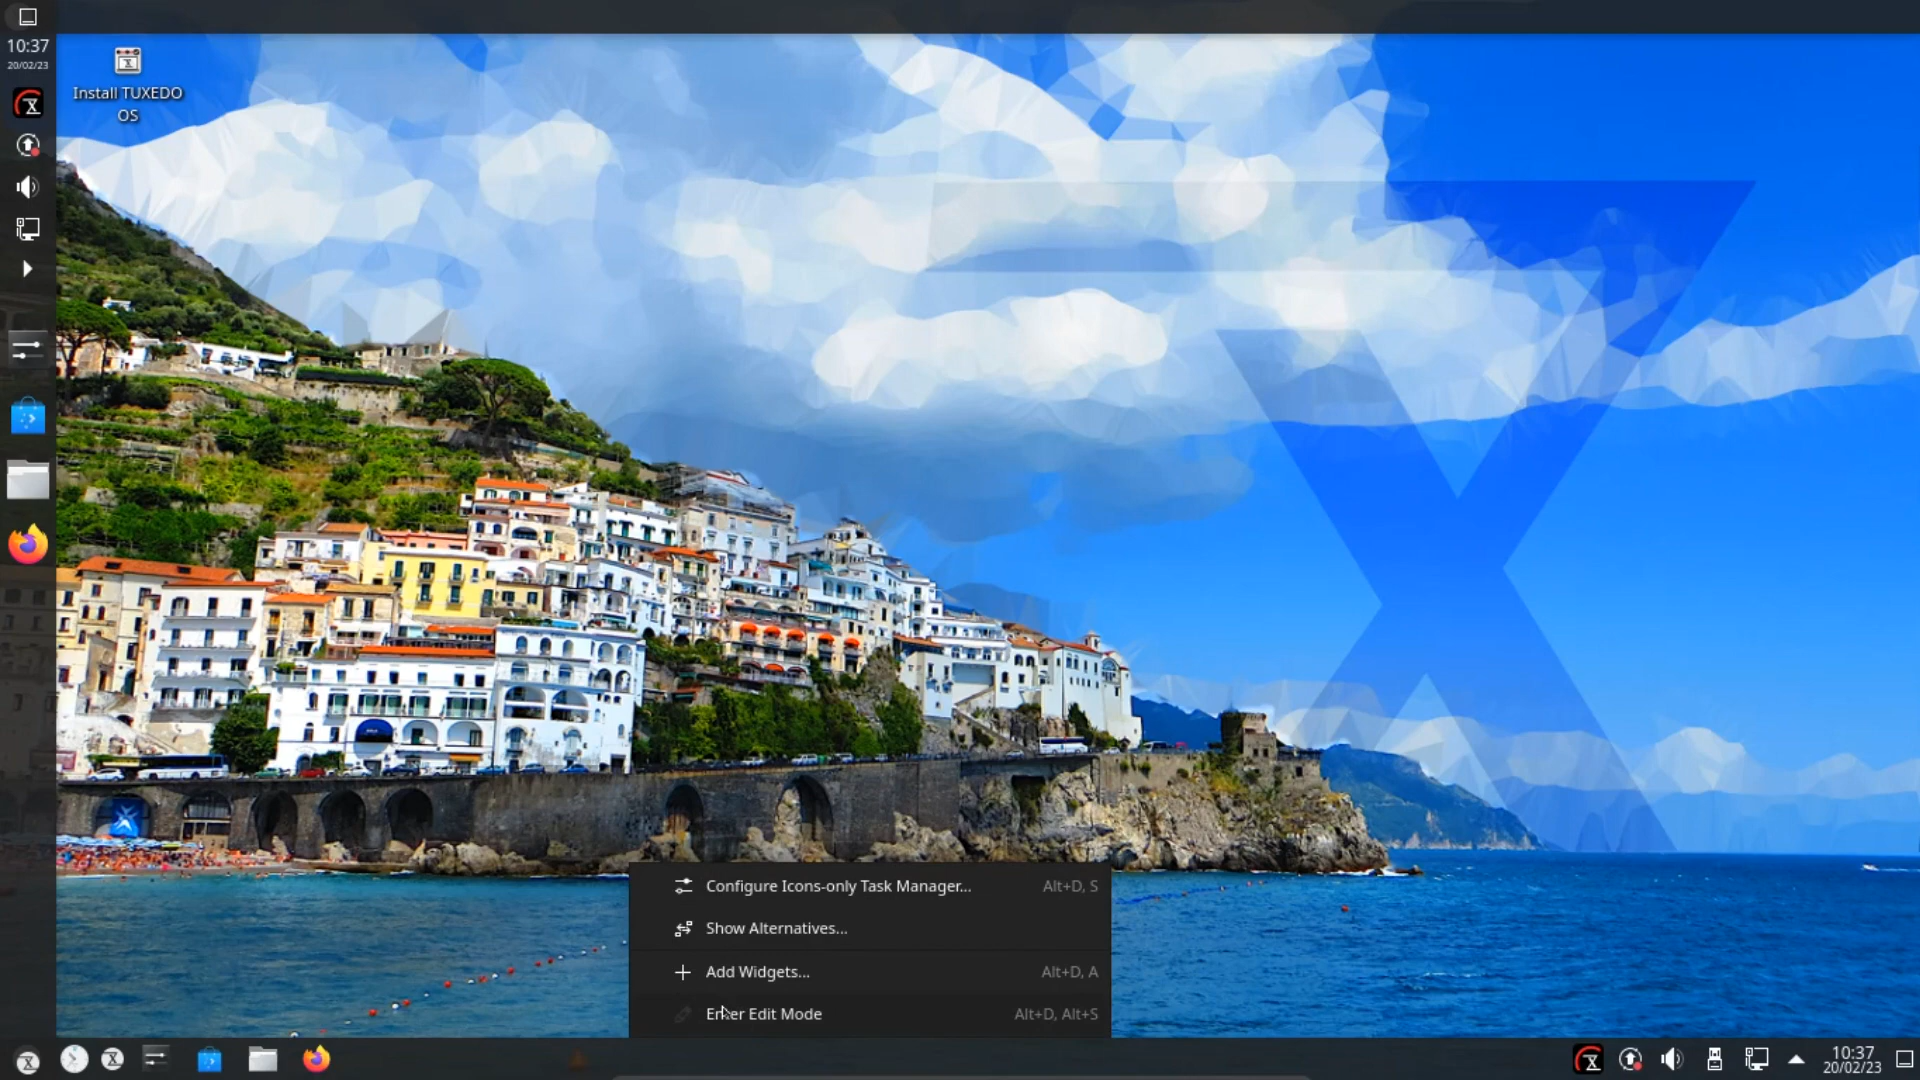 10:37
20/02/23
Install TUXEDO
OS
Configure Icons-only Task Manager... Alt+D, S
Show Alternatives...
Add Widgets... Alt+D, A
Enter Edit Mode Alt+D, Alt+S
10:37
20/02/23